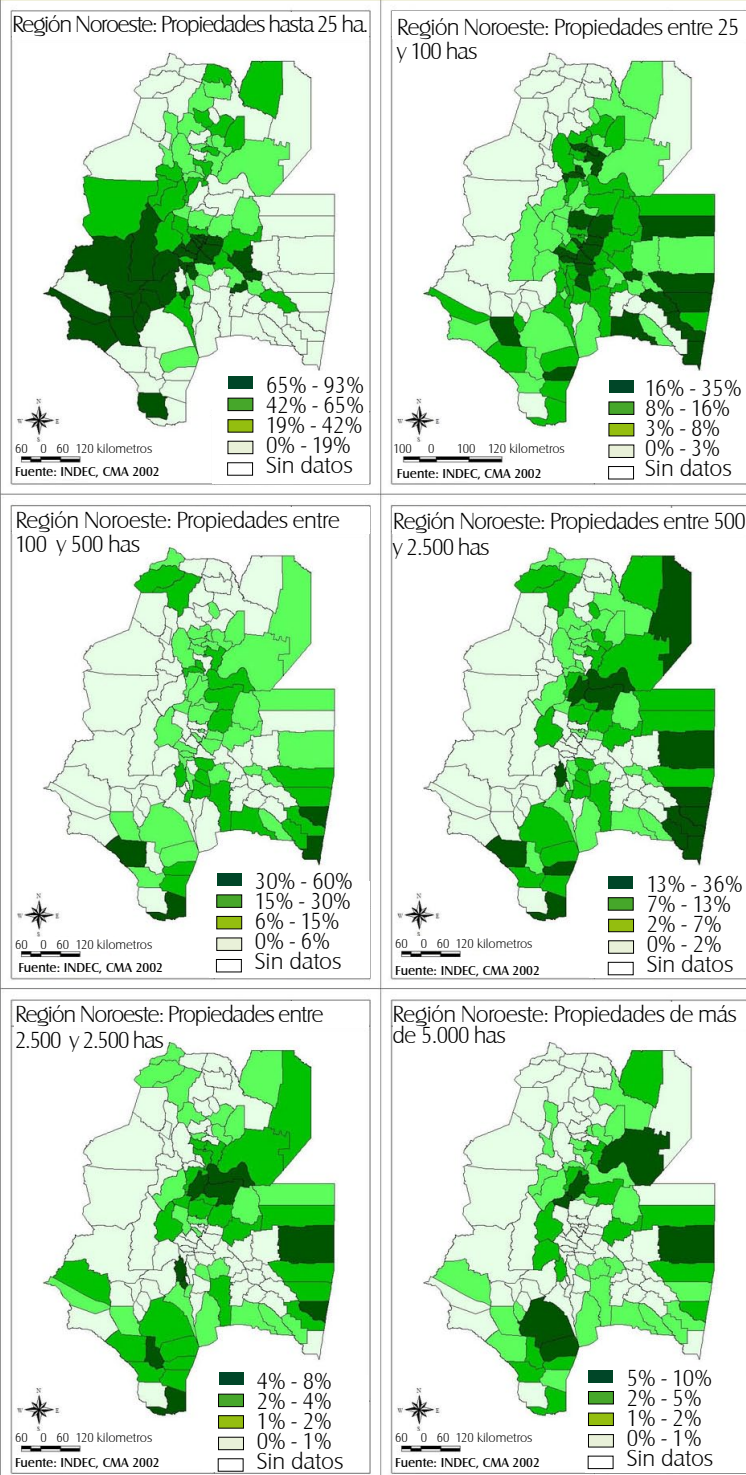 Región Noroeste: Propiedades hasta 25 ha.
65% - 93%
42% - 65%
19% - 42%
0% - 19%
Sin datos
N
W E
S
60 0 60 120 kilometros
Fuente: INDEC, CMA 2002
Región Noroeste: Propiedades entre 25
y 100 has
16% - 35%
8% - 16%
3% - 8%
0% - 3%
Sin datos
N
W E
S
100 0 100 120 kilometros
Fuente: INDEC, CMA 2002
Región Noroeste: Propiedades entre
100 y 500 has
30% - 60%
15% - 30%
6% - 15%
0% - 6%
Sin datos
N
W E
S
60 0 60 120 kilometros
Fuente: INDEC, CMA 2002
Región Noroeste: Propiedades entre 500
y 2.500 has
13% - 36%
7% - 13%
2% - 7%
0% - 2%
Sin datos
N
W E
S
60 0 60 120 kilometros
Fuente: INDEC, CMA 2002
Región Noroeste: Propiedades entre
2.500 y 2.500 has
4% - 8%
2% - 4%
1% - 2%
0% - 1%
Sin datos
N
W E
S
60 0 60 120 kilometros
Fuente: INDEC, CMA 2002
Región Noroeste: Propiedades de más
de 5.000 has
5% - 10%
2% - 5%
1% - 2%
0% - 1%
Sin datos
N
W E
S
60 0 60 120 kilometros
Fuente: INDEC, CMA 2002